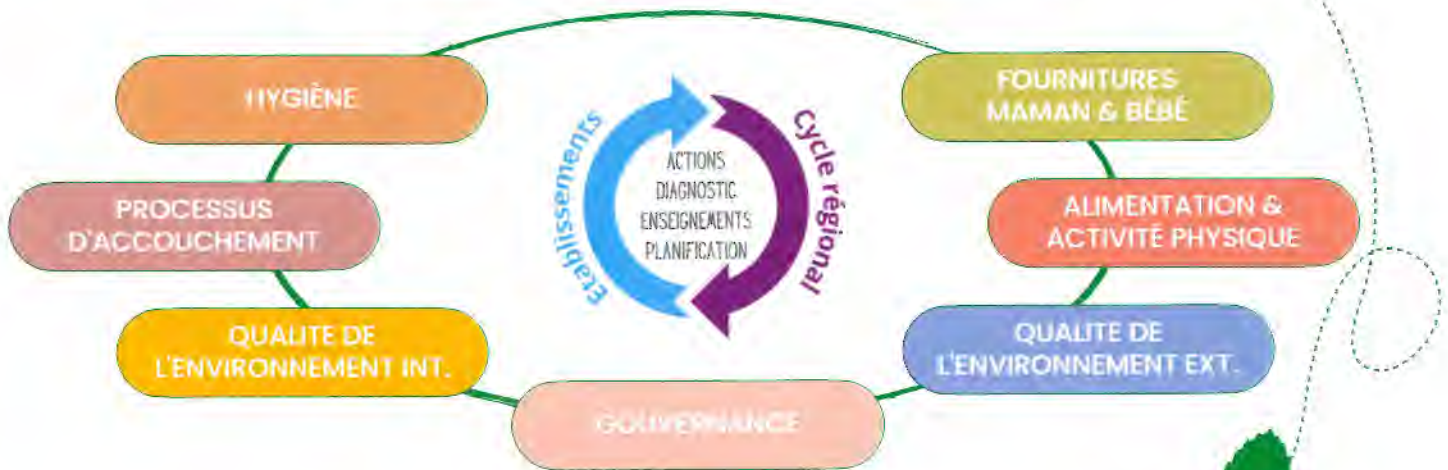 HYGIÈNE
FOURNITURES
MAMAN & BÉBÉ
Etablissements
ACTIONS
DIAGNOSTIC
ENSEIGNEMENTS
PLANIFICATION
Cycle régional
PROCESSUS
D'ACCOUCHEMENT
ALIMENTATION &
ACTIVITÉ PHYSIQUE
QUALITE DE
L'ENVIRONNEMENT INT.
QUALITE DE
L'ENVIRONNEMENT EXT.
GOUVERNANCE